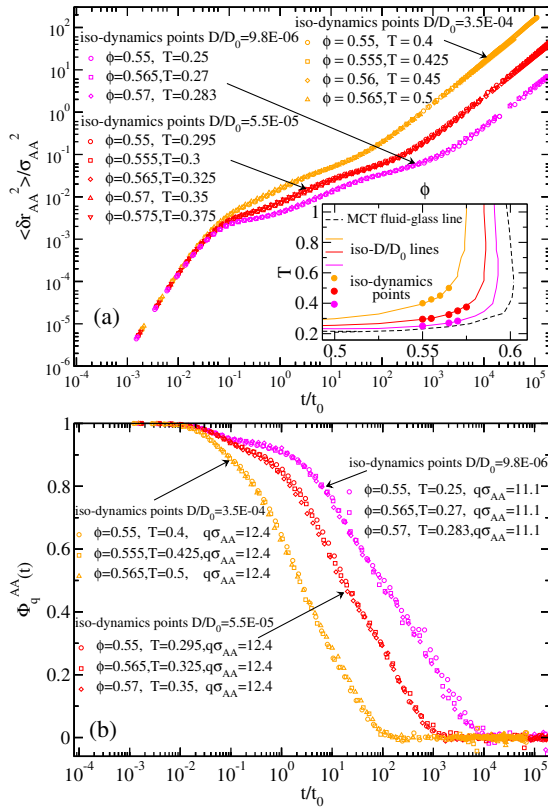 10^2
10^1
10^0
10^-1
10^-2
10^-3
10^-4
10^-5
10^-6
<δr_AA^2>/σ_AA^2
iso-dynamics points D/D_0=9.8E-06
ϕ=0.55, T=0.25
ϕ=0.565, T=0.27
ϕ=0.57, T=0.283
iso-dynamics points D/D_0=3.5E-04
ϕ = 0.55, T = 0.4
ϕ = 0.555, T = 0.425
ϕ = 0.56, T = 0.45
ϕ = 0.565, T = 0.5
iso-dynamics points D/D_0=5.5E-05
ϕ=0.55, T=0.295
ϕ=0.555, T=0.3
ϕ=0.565, T=0.325
ϕ=0.57, T=0.35
ϕ=0.575, T=0.375
ϕ
1
0.8
0.6
0.4
0.2
T
MCT fluid-glass line
iso-D/D_0 lines
iso-dynamics
points
0.5 0.55 0.6
(a)
10^-4 10^-3 10^-2 10^-1 10^0 10^1 10^2 10^3 10^4 10^5
t/t_0
1
0.8
0.6
0.4
0.2
0
Φ_q^AA(t)
iso-dynamics points D/D_0=9.8E-06
ϕ=0.55, T=0.25, qσ_AA=11.1
ϕ=0.565, T=0.27, qσ_AA=11.1
ϕ=0.57, T=0.283, qσ_AA=11.1
iso-dynamics points D/D_0=3.5E-04
ϕ=0.55, T=0.4, qσ_AA=12.4
ϕ=0.555,T=0.425,qσ_AA=12.4
ϕ=0.565,T=0.5, qσ_AA=12.4
iso-dynamics points D/D_0=5.5E-05
ϕ=0.55, T=0.295,qσ_AA=12.4
ϕ=0.565, T=0.325,qσ_AA=12.4
ϕ=0.57, T=0.35, qσ_AA=12.4
(b)
10^-4 10^-3 10^-2 10^-1 10^0 10^1 10^2 10^3 10^4 10^5
t/t_0